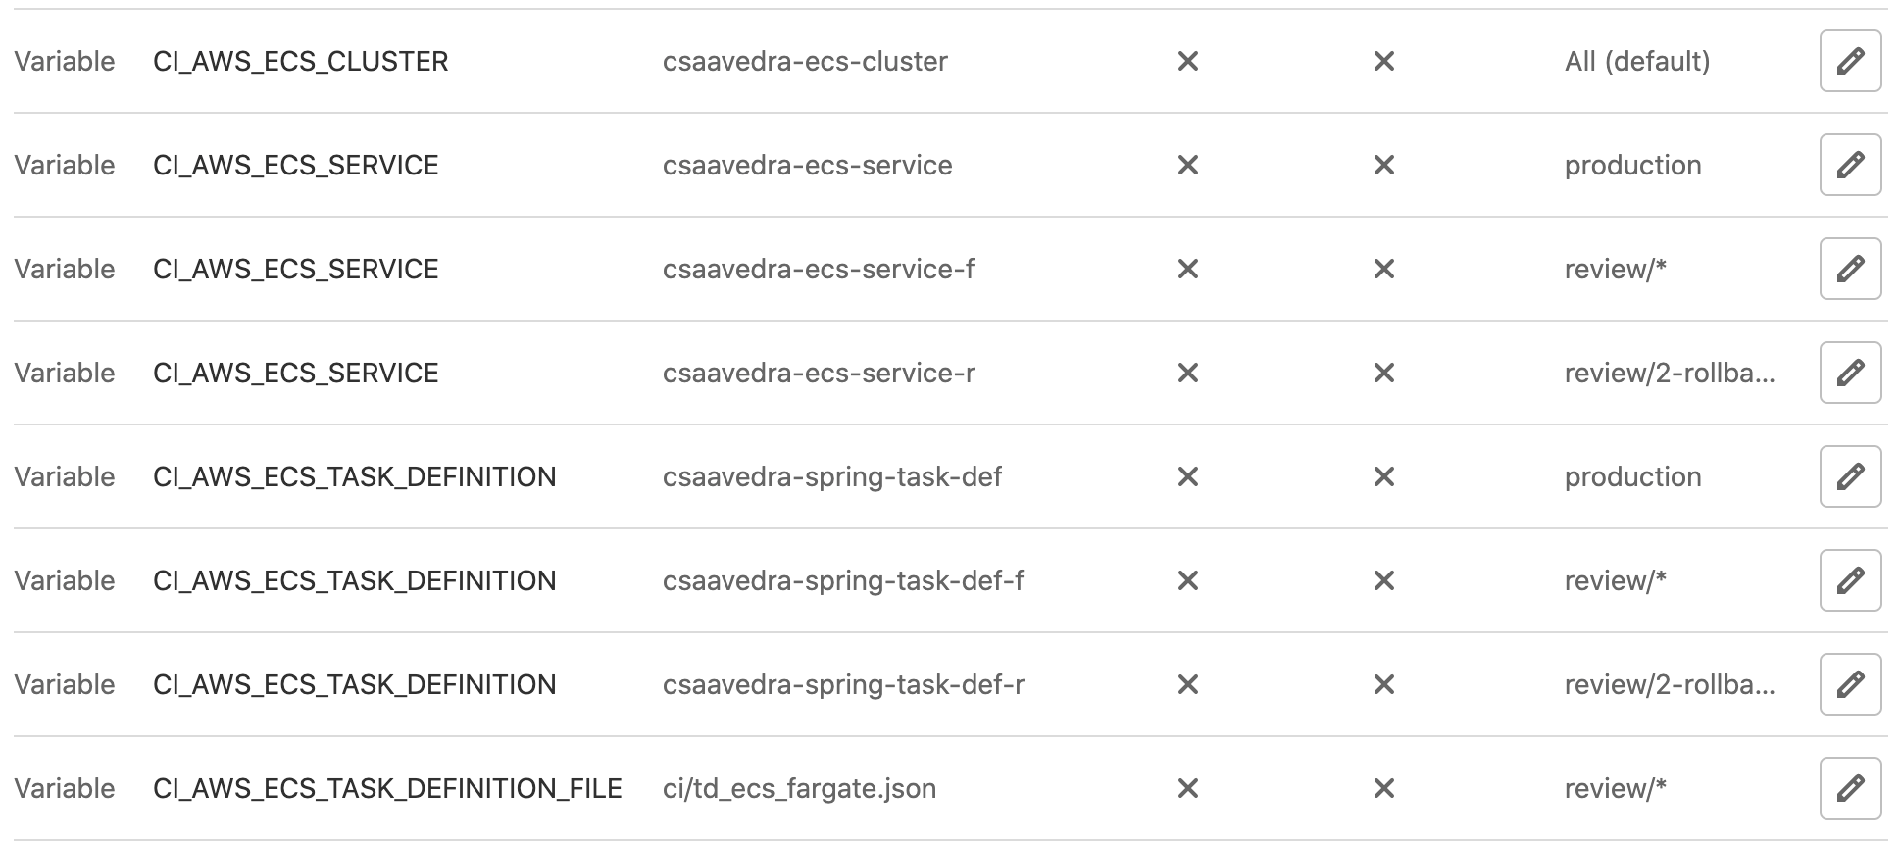 Variable CI_AWS_ECS_CLUSTER csaavedra-ecs-cluster All (default)
Variable CI_AWS_ECS_SERVICE csaavedra-ecs-service production
Variable CI_AWS_ECS_SERVICE csaavedra-ecs-service-f review/*
Variable CI_AWS_ECS_SERVICE csaavedra-ecs-service-r review/2-rollba...
Variable CI_AWS_ECS_TASK_DEFINITION csaavedra-spring-task-def production
Variable CI_AWS_ECS_TASK_DEFINITION csaavedra-spring-task-def-f review/*
Variable CI_AWS_ECS_TASK_DEFINITION csaavedra-spring-task-def-r review/2-rollba...
Variable CI_AWS_ECS_TASK_DEFINITION_FILE ci/td_ecs_fargate.json review/*